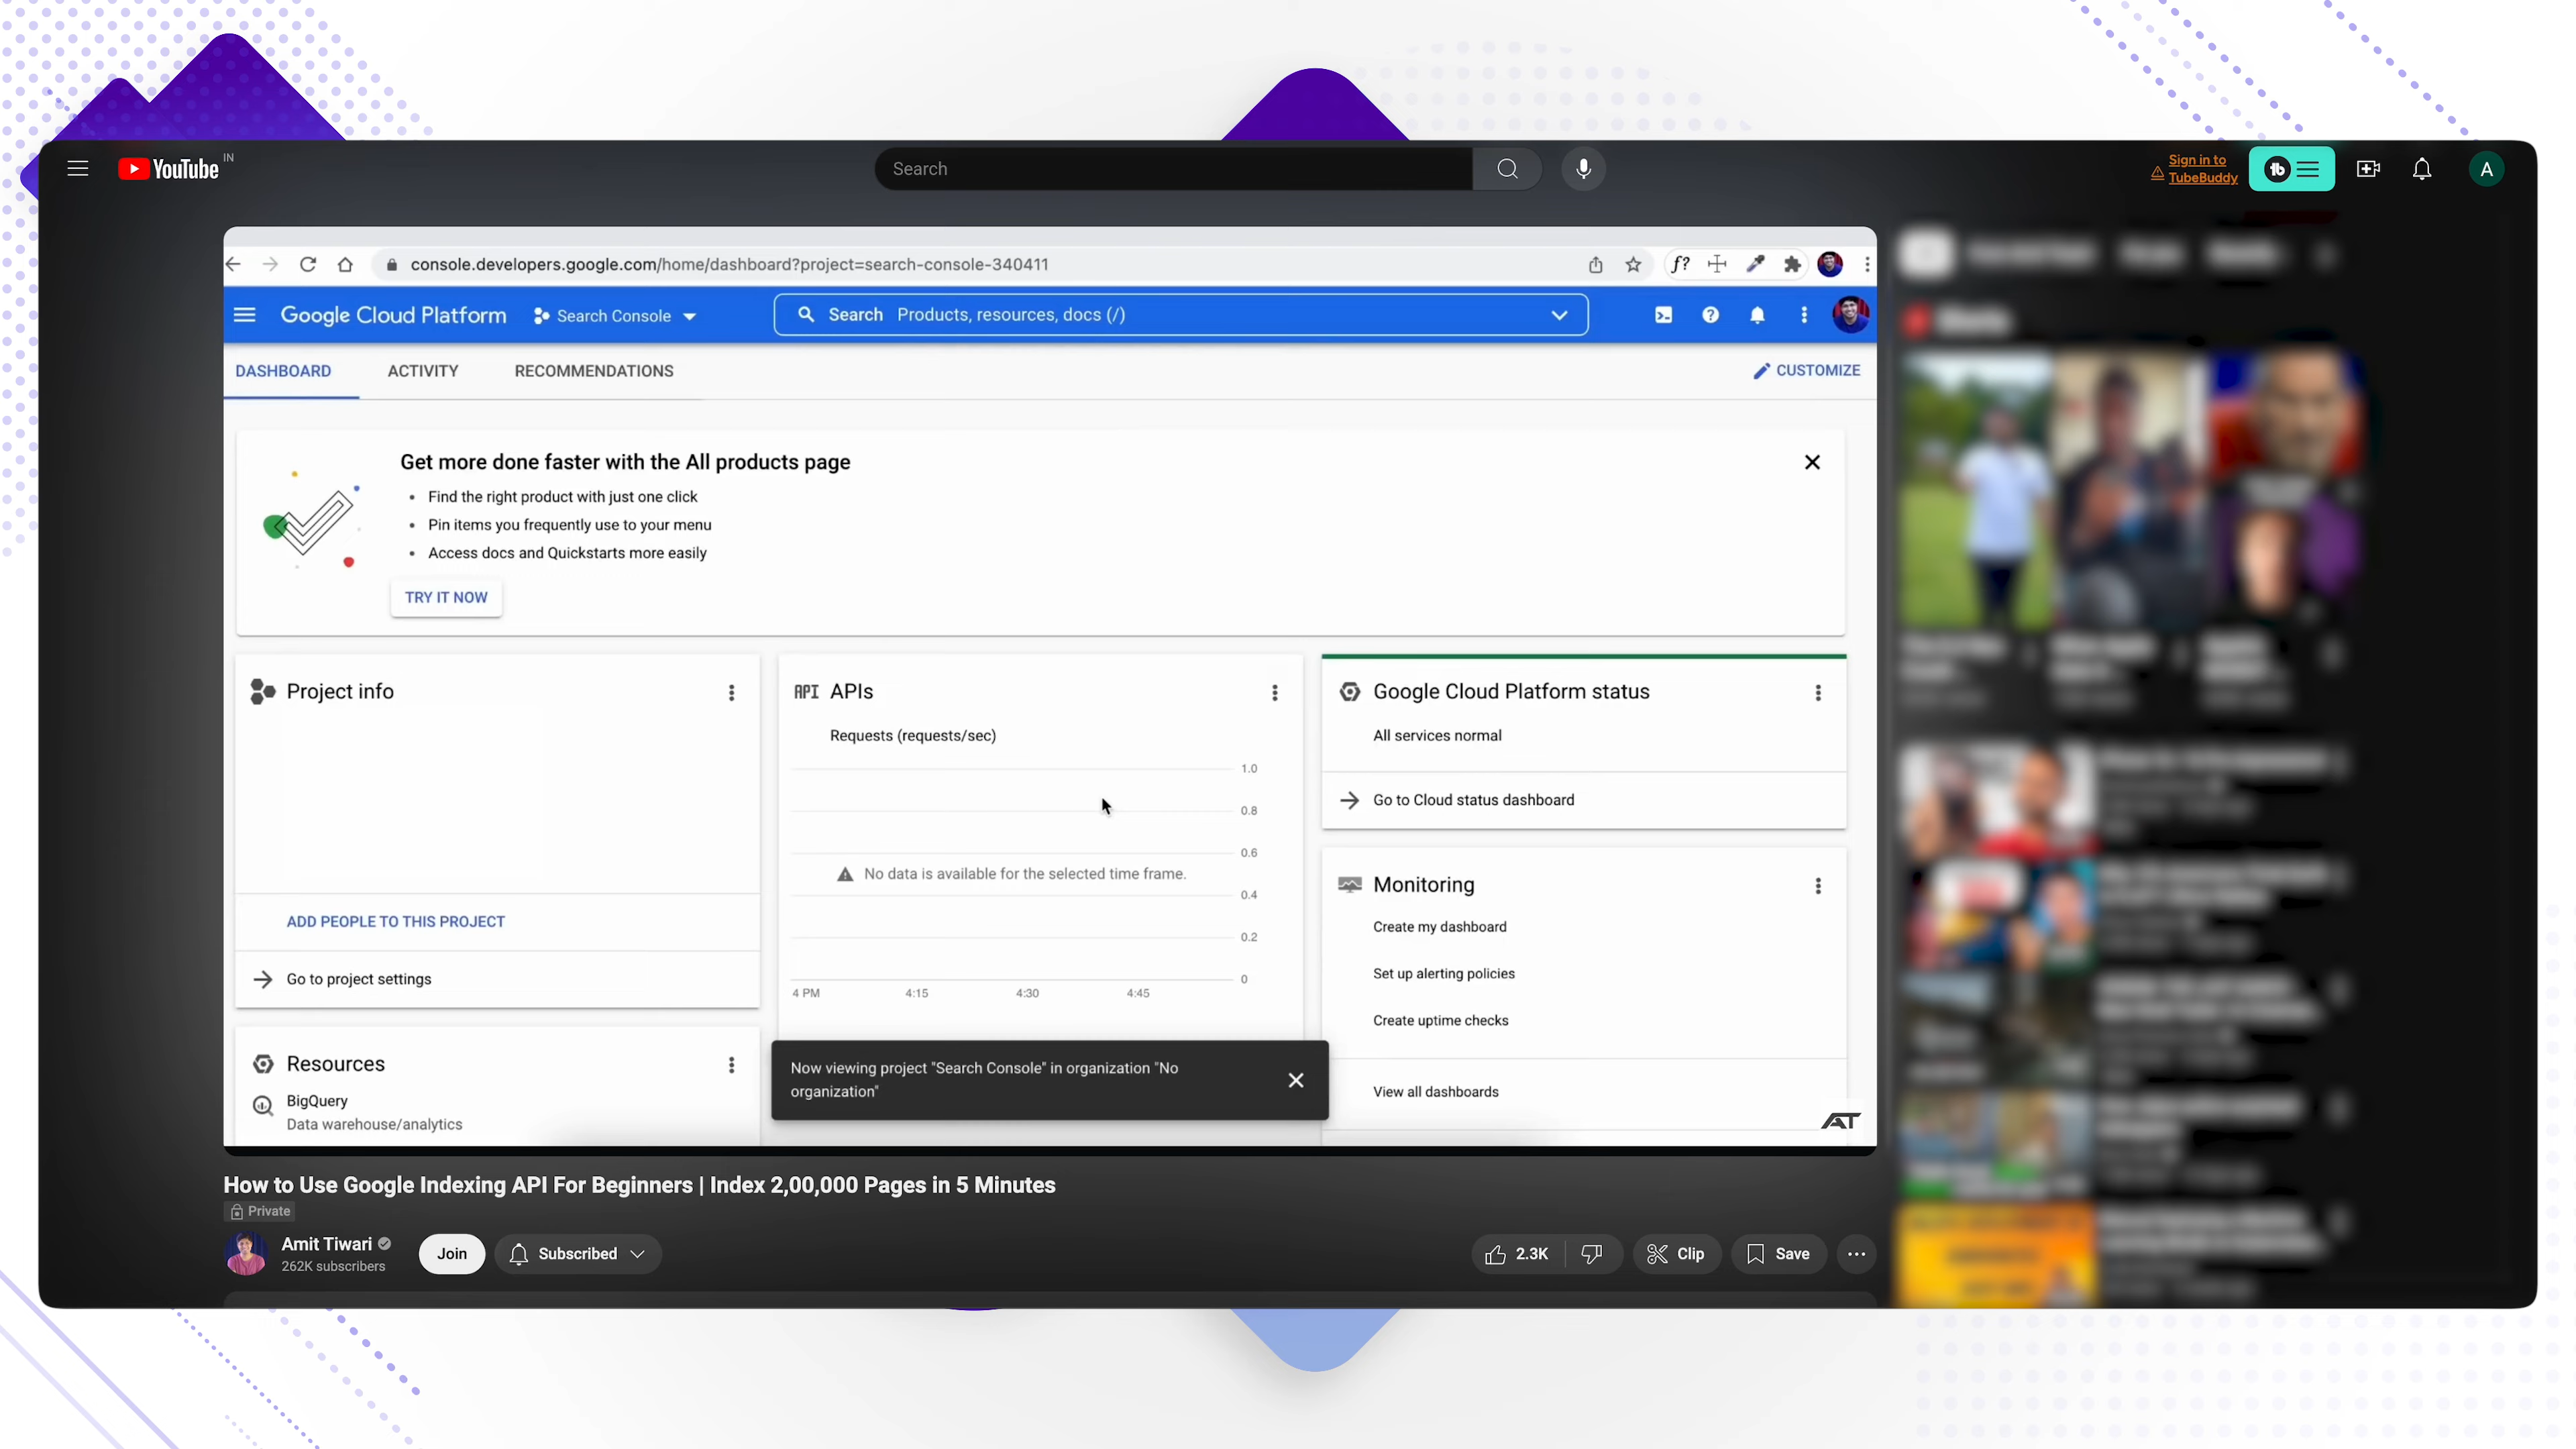 YouTube IN
Search
Sign in to
TubeBuddy
A
console.developers.google.com/home/dashboard?project=search-console-340411
f?
Google Cloud Platform
Search Console
Search Products, resources, docs (/)
DASHBOARD
ACTIVITY
RECOMMENDATIONS
CUSTOMIZE
Get more done faster with the All products page
• Find the right product with just one click
• Pin items you frequently use to your menu
• Access docs and Quickstarts more easily
TRY IT NOW
Project info
ADD PEOPLE TO THIS PROJECT
Go to project settings
Resources
BigQuery
Data warehouse/analytics
API APIs
Requests (requests/sec)
1.0
0.8
0.6
No data is available for the selected time frame.
0.4
0.2
0
4 PM 4:15 4:30 4:45
Now viewing project "Search Console" in organization "No
organization"
Google Cloud Platform status
All services normal
Go to Cloud status dashboard
Monitoring
Create my dashboard
Set up alerting policies
Create uptime checks
View all dashboards
AT
How to Use Google Indexing API For Beginners | Index 2,00,000 Pages in 5 Minutes
Private
Amit Tiwari
262K subscribers
Join
Subscribed
2.3K
Clip
Save